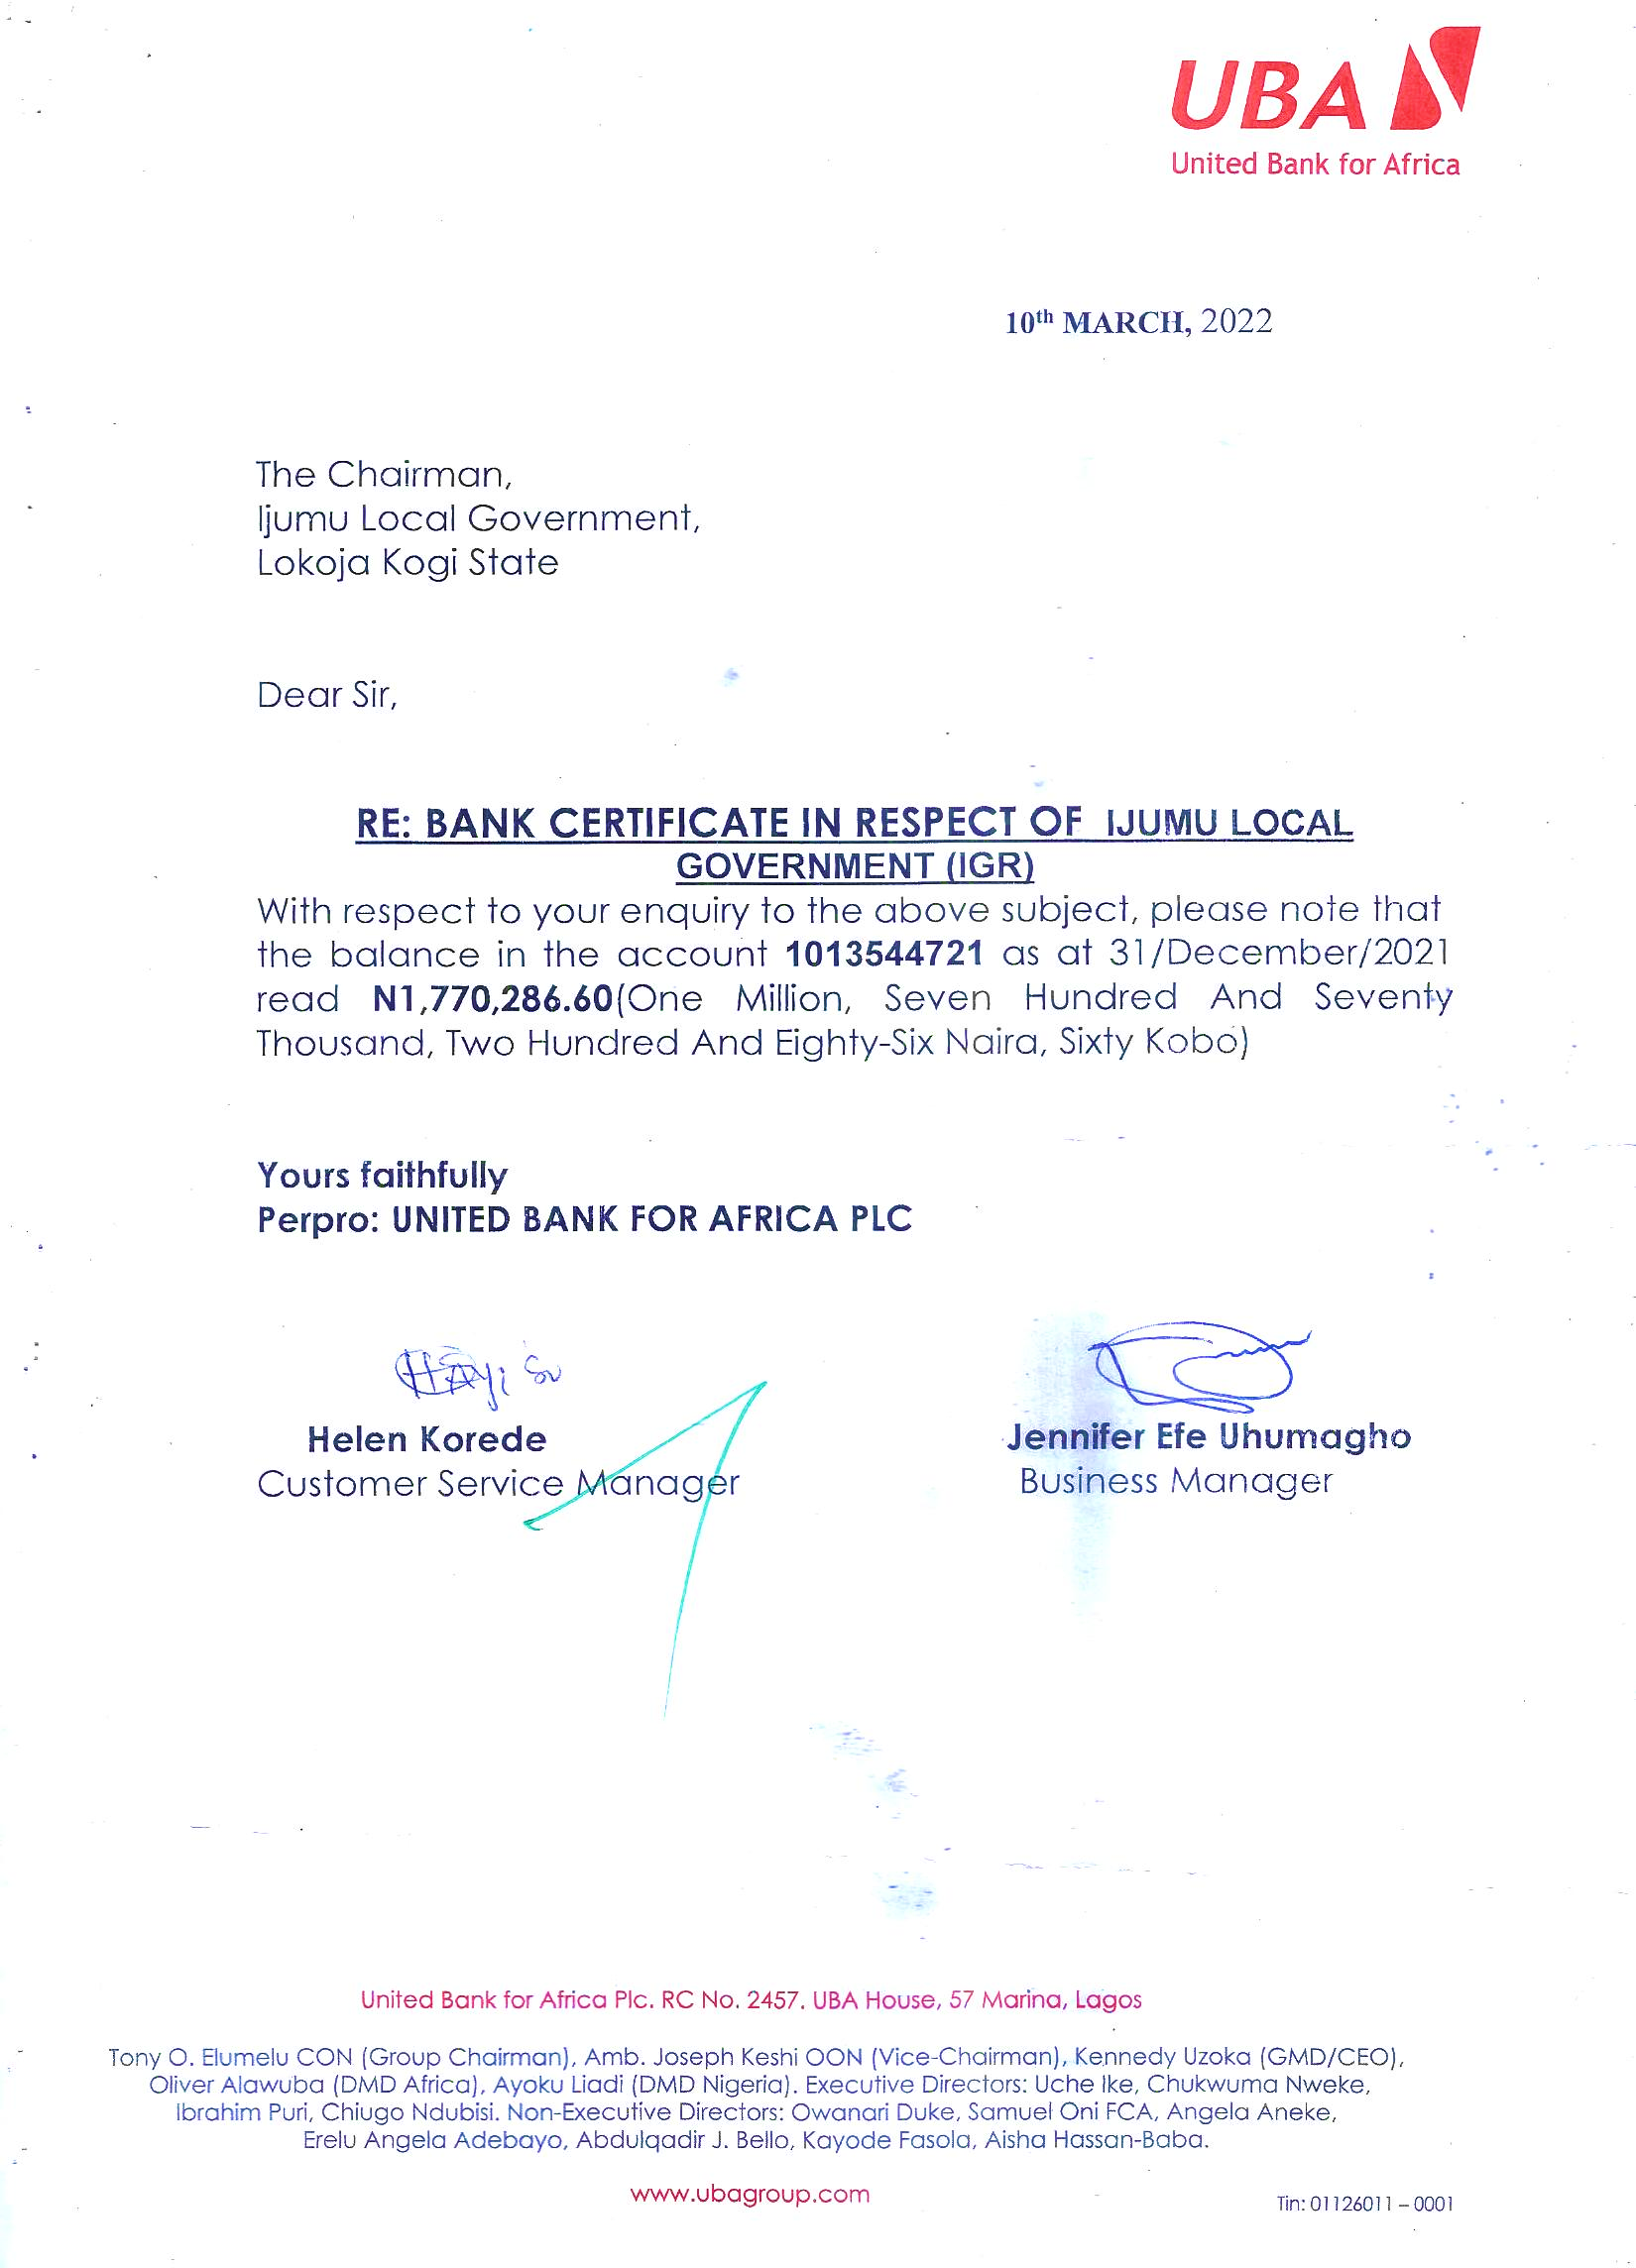 UBA
United Bank for Africa
10th MARCH, 2022
The Chairman,
Ijumu Local Government,
Lokoja Kogi State
Dear Sir,
RE: BANK CERTIFICATE IN RESPECT OF IJUMU LOCAL
GOVERNMENT (IGR)
With respect to your enquiry to the above subject, please note that
the balance in the account 1013544721 as at 31/December/2021
read N1,770,286.60(One Million, Seven Hundred And Seventy
Thousand, Two Hundred And Eighty-Six Naira, Sixty Kobo)
Yours faithfully
Perpro: UNITED BANK FOR AFRICA PLC
Helen Korede
Customer Service Manager
Jennifer Efe Uhumagho
Business Manager
United Bank for Africa Plc. RC No. 2457. UBA House, 57 Marina, Lagos
Tony O. Elumelu CON (Group Chairman), Amb. Joseph Keshi OON (Vice-Chairman), Kennedy Uzoka (GMD/CEO),
Oliver Alawuba (DMD Africa), Ayoku Liadi (DMD Nigeria). Executive Directors: Uche Ike, Chukwuma Nweke,
Ibrahim Puri, Chiugo Ndubisi. Non-Executive Directors: Owanari Duke, Samuel Oni FCA, Angela Aneke,
Erelu Angela Adebayo, Abdulqadir J. Bello, Kayode Fasola, Aisha Hassan-Baba.
www.ubagroup.com
Tin: 01126011 – 0001